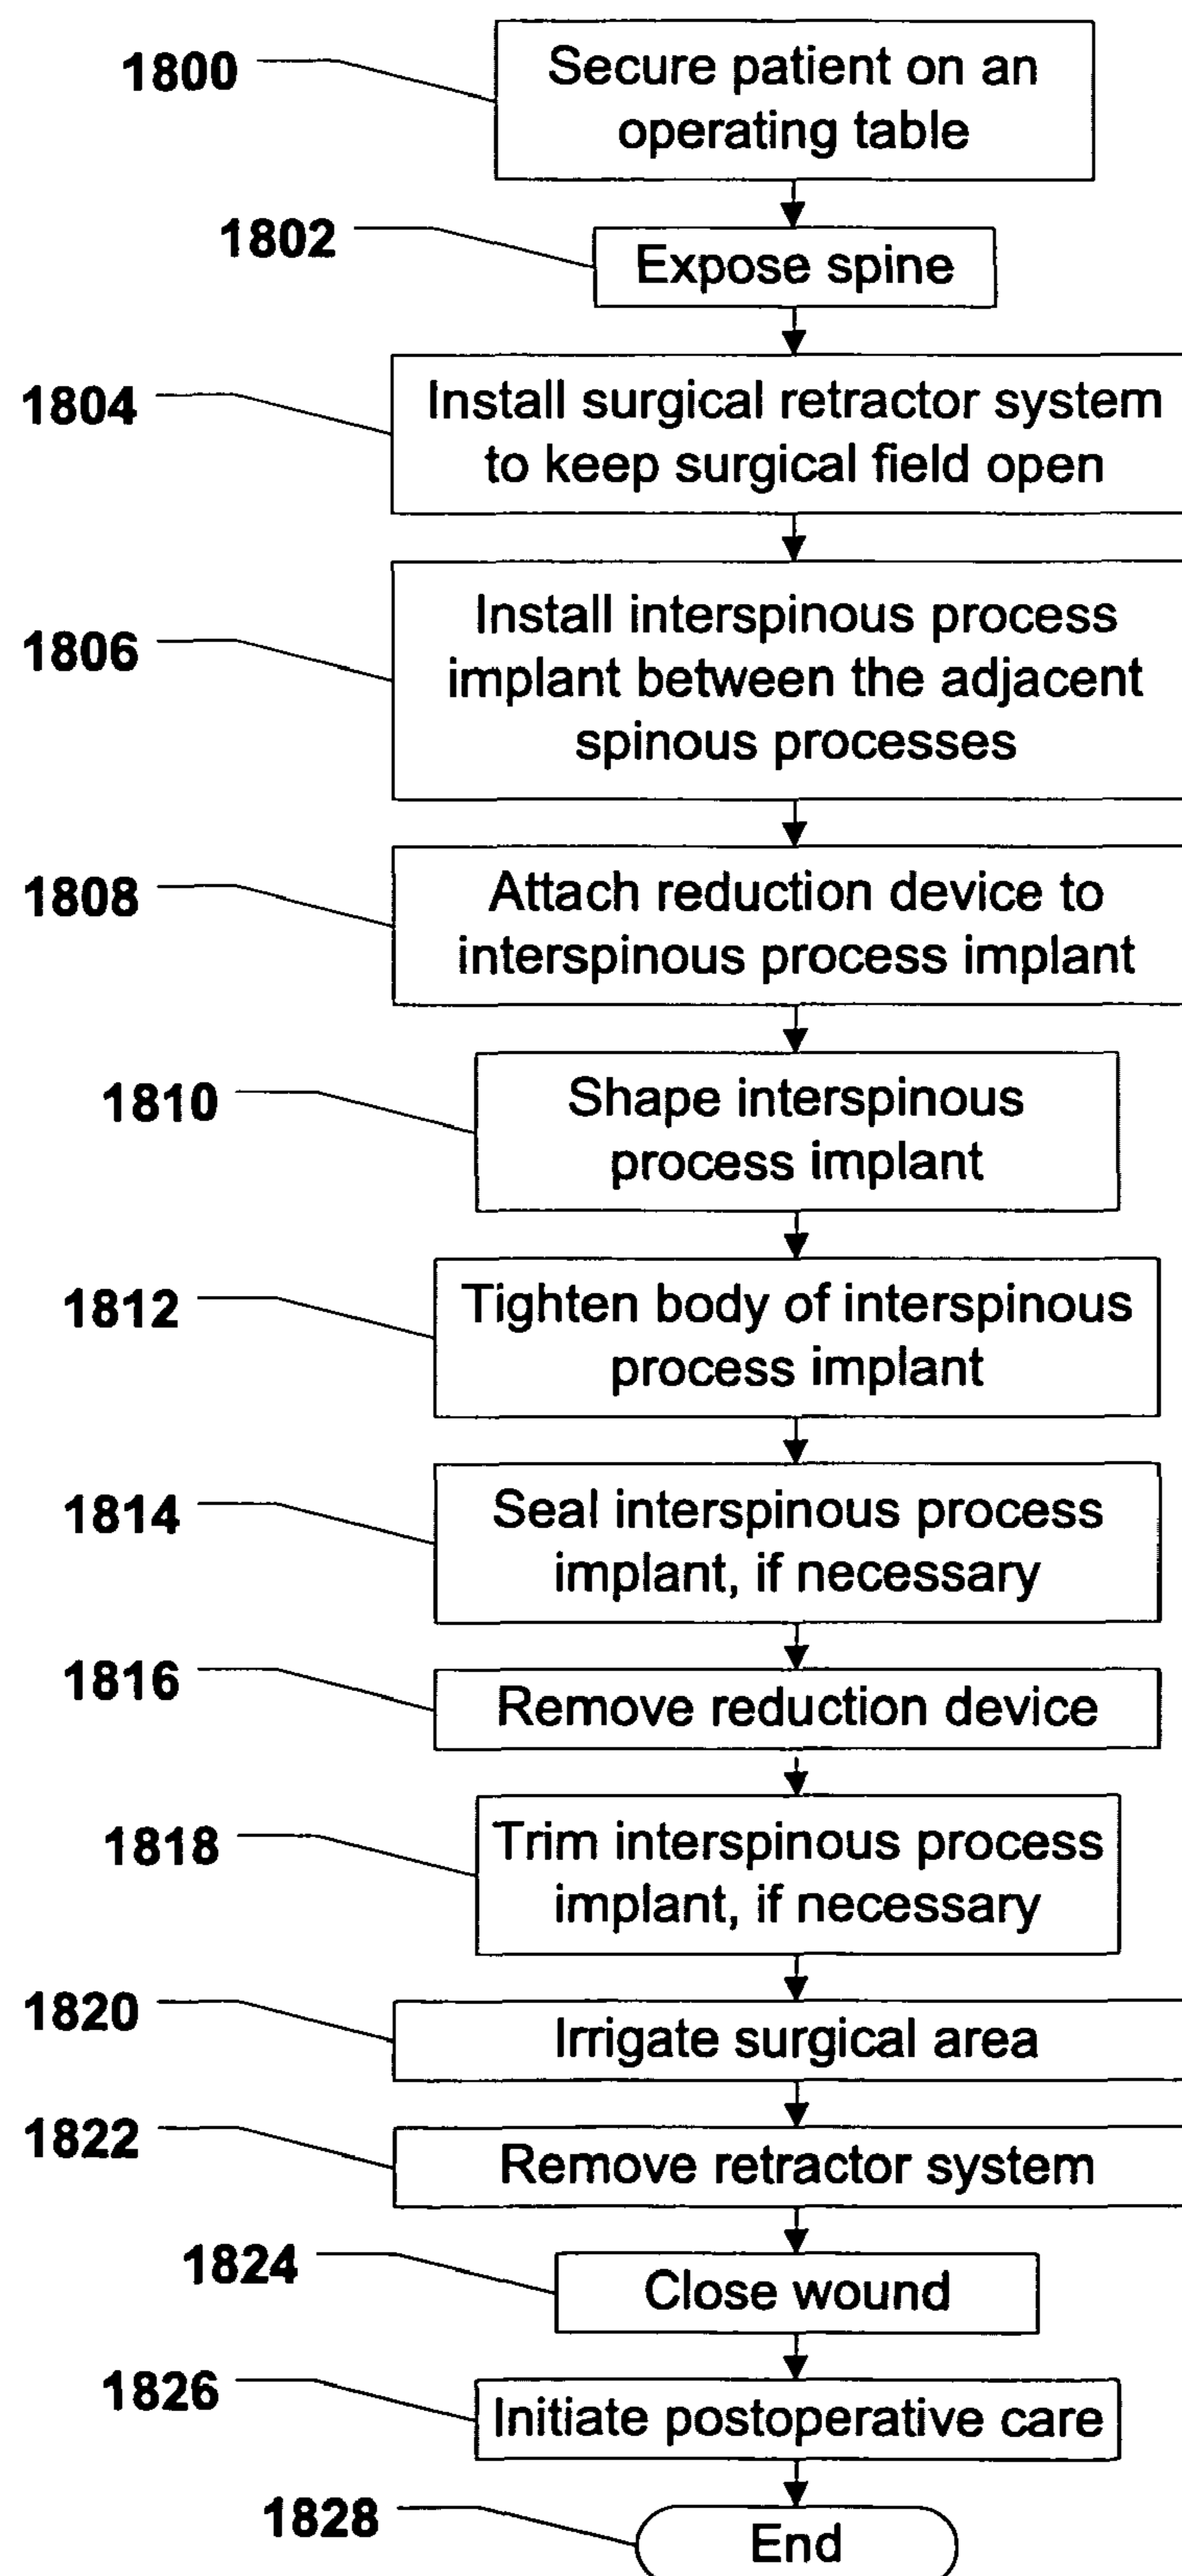 1800
Secure patient on an
operating table
1802
Expose spine
1804
Install surgical retractor system
to keep surgical field open
1806
Install interspinous process
implant between the adjacent
spinous processes
1808
Attach reduction device to
interspinous process implant
1810
Shape interspinous
process implant
1812
Tighten body of interspinous
process implant
1814
Seal interspinous process
implant, if necessary
1816
Remove reduction device
1818
Trim interspinous process
implant, if necessary
1820
Irrigate surgical area
1822
Remove retractor system
1824
Close wound
1826
Initiate postoperative care
1828
End